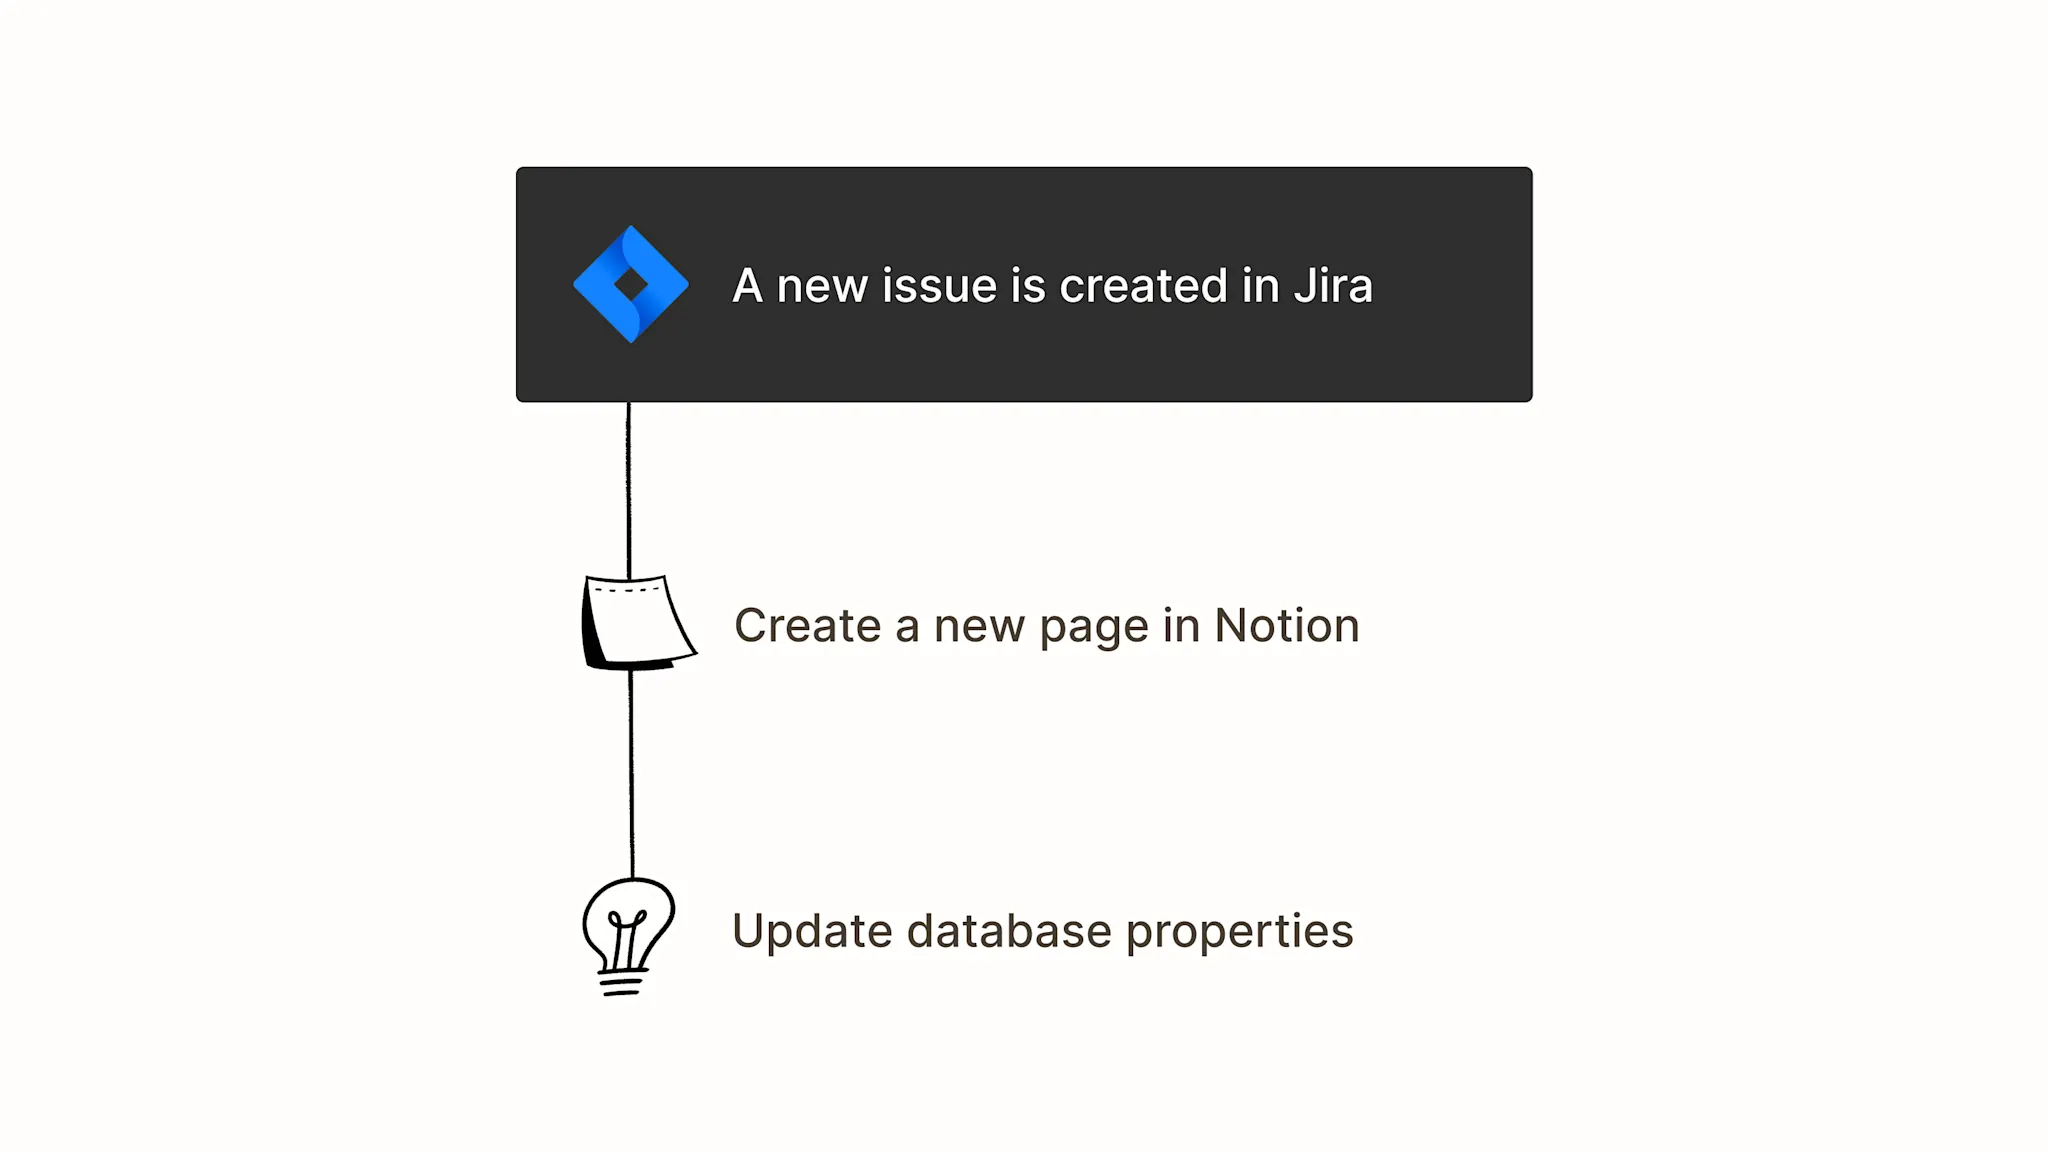 A new issue is created in Jira
Create a new page in Notion
Update database properties